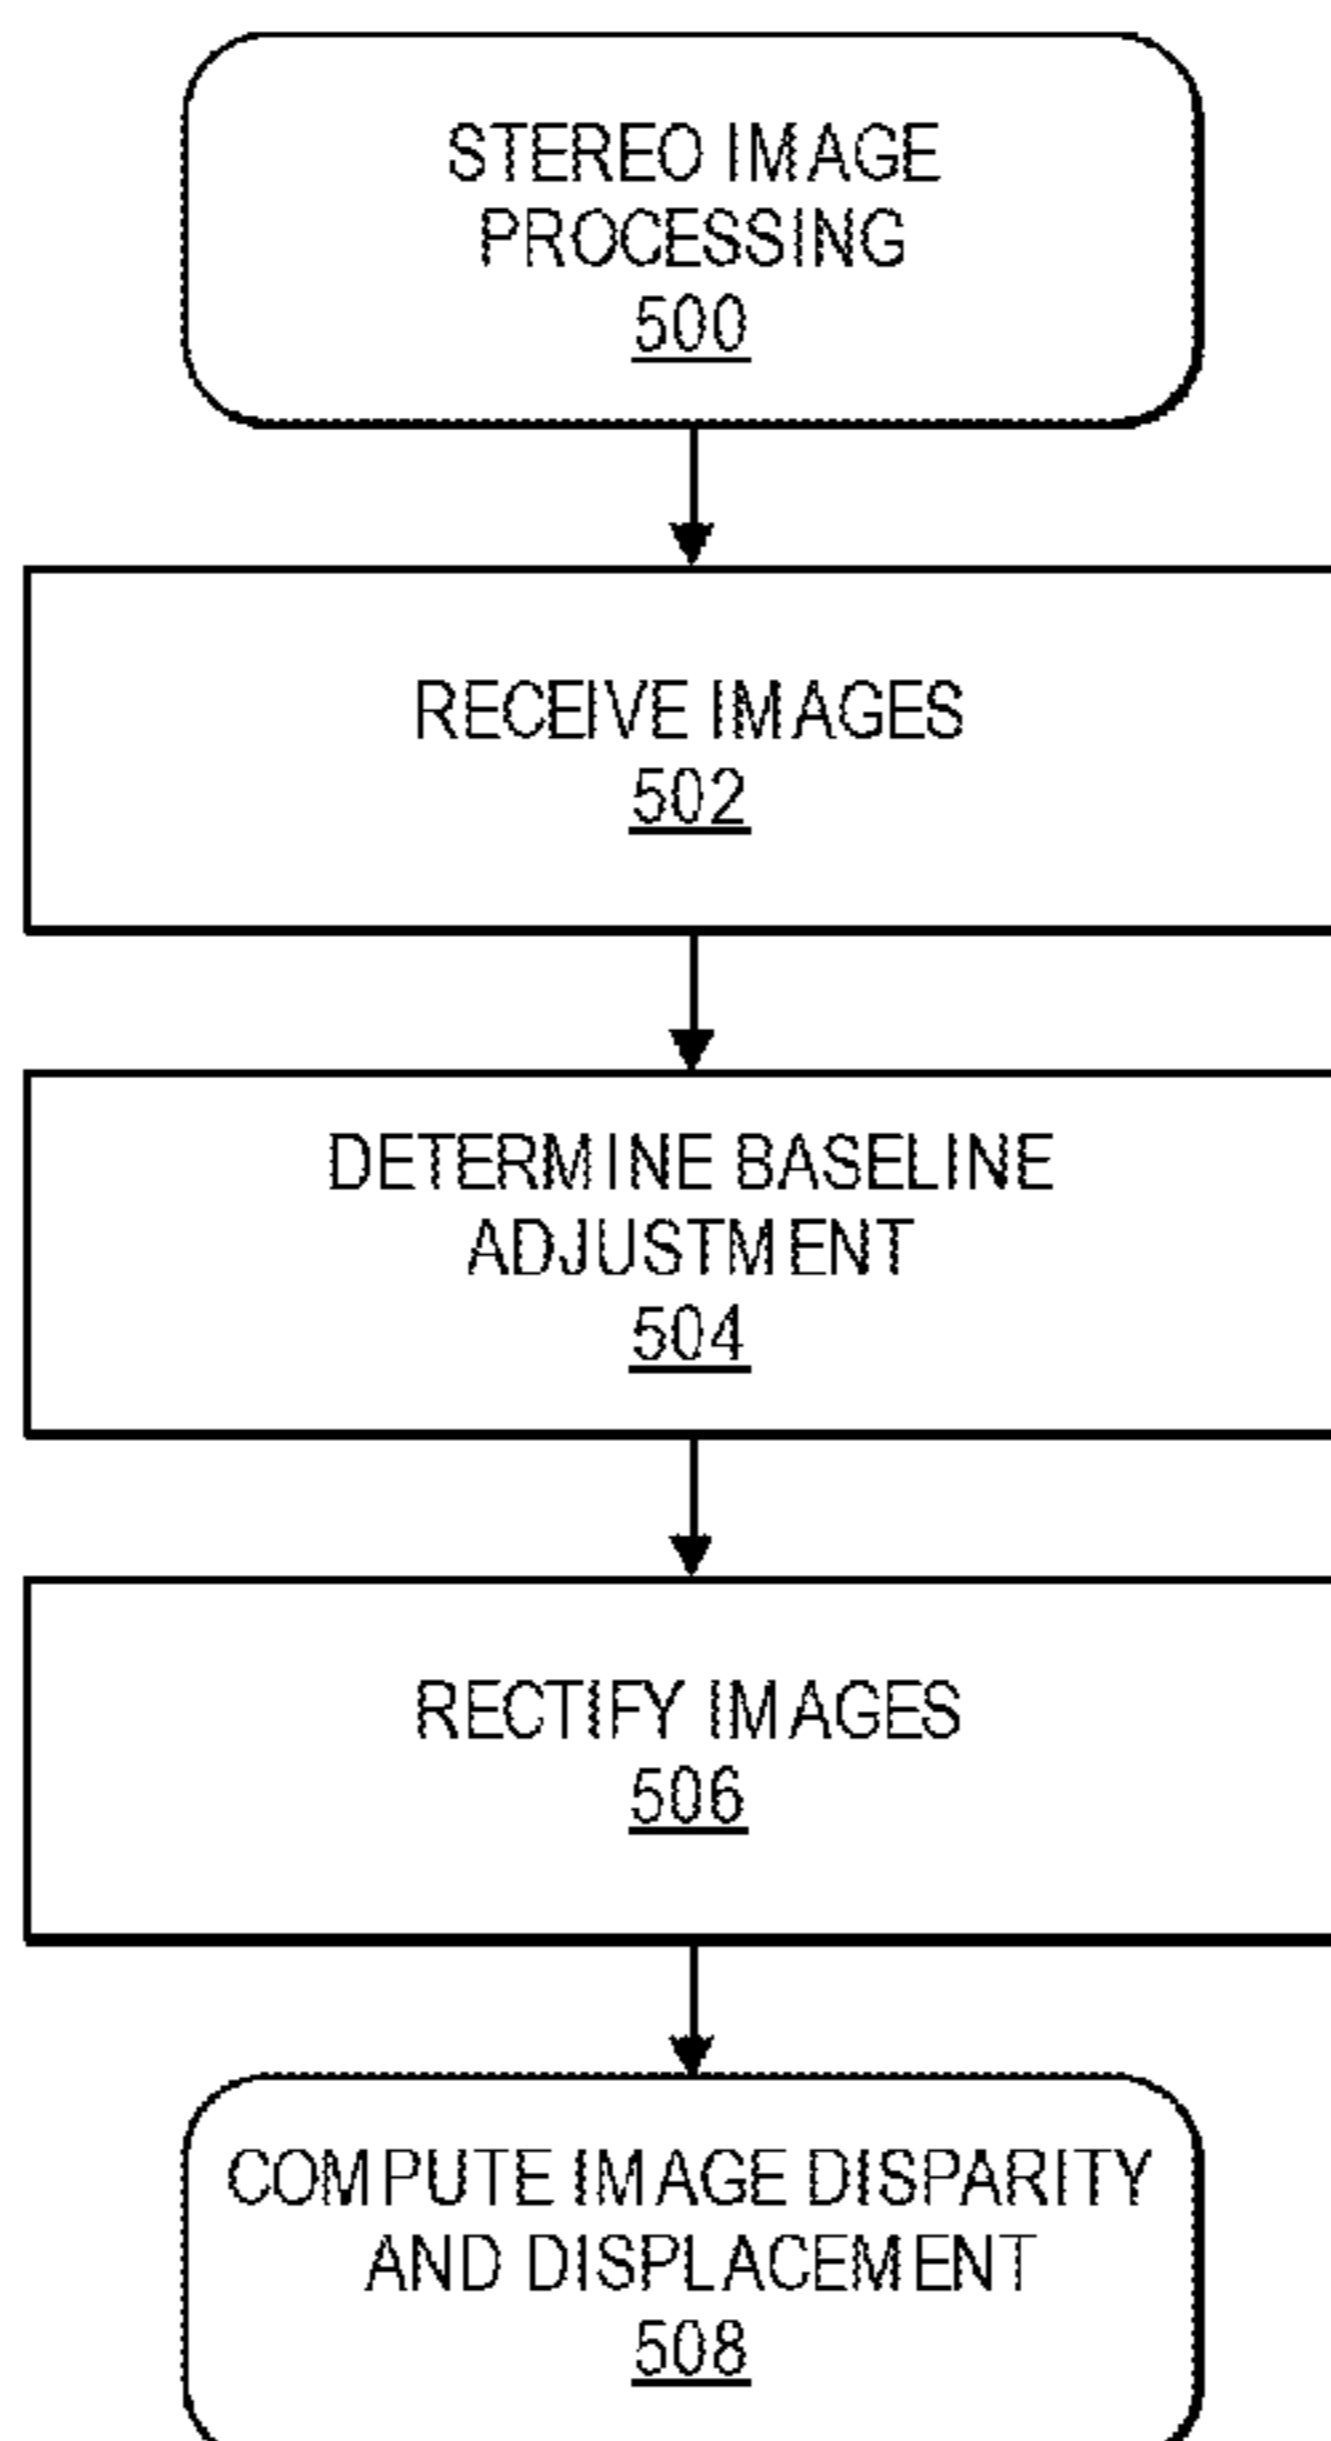 STEREO IMAGE
PROCESSING
500
RECEIVE IMAGES
502
DETERMINE BASELINE
ADJUSTMENT
504
RECTIFY IMAGES
506
COMPUTE IMAGE DISPARITY
AND DISPLACEMENT
508